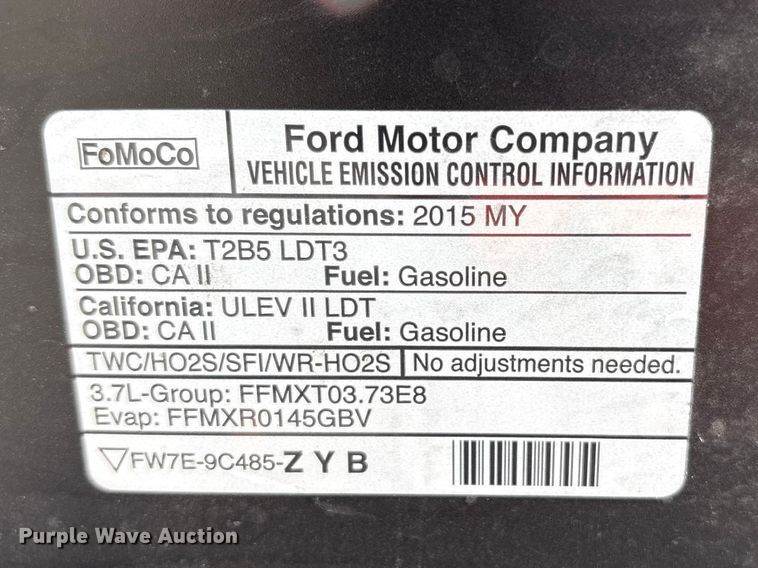 FoMoCo
Ford Motor Company
VEHICLE EMISSION CONTROL INFORMATION
Conforms to regulations: 2015 MY
U.S. EPA: T2B5 LDT3
OBD: CA II Fuel: Gasoline
California: ULEV II LDT
OBD: CA II Fuel: Gasoline
TWC/HO2S/SFI/WR-HO2S No adjustments needed.
3.7L-Group: FFMXT03.73E8
Evap: FFMXR0145GBV
FW7E-9C485-Z Y B
Purple Wave Auction